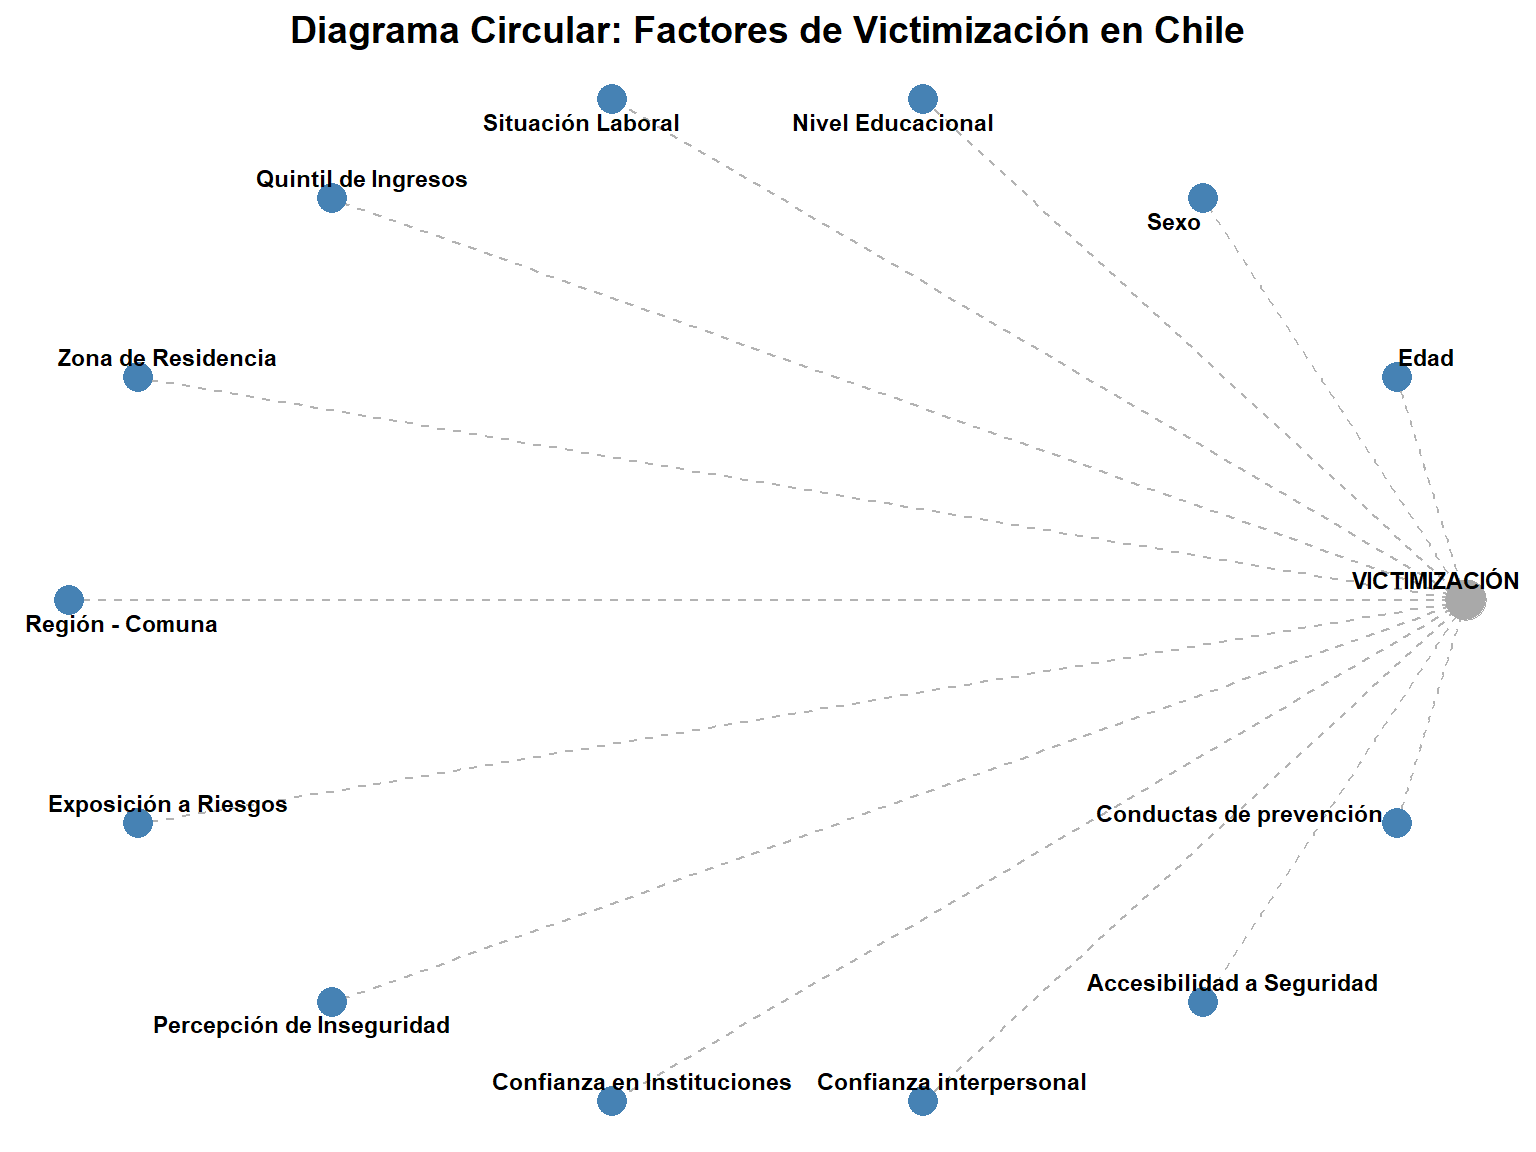 Diagrama Circular: Factores de Victimización en Chile
Situación Laboral
Nivel Educacional
Quintil de Ingresos
Sexo
Zona de Residencia
Edad
VICTIMIZACIÓN
Región - Comuna
Exposición a Riesgos
Conductas de prevención
Accesibilidad a Seguridad
Percepción de Inseguridad
Confianza en Instituciones
Confianza interpersonal